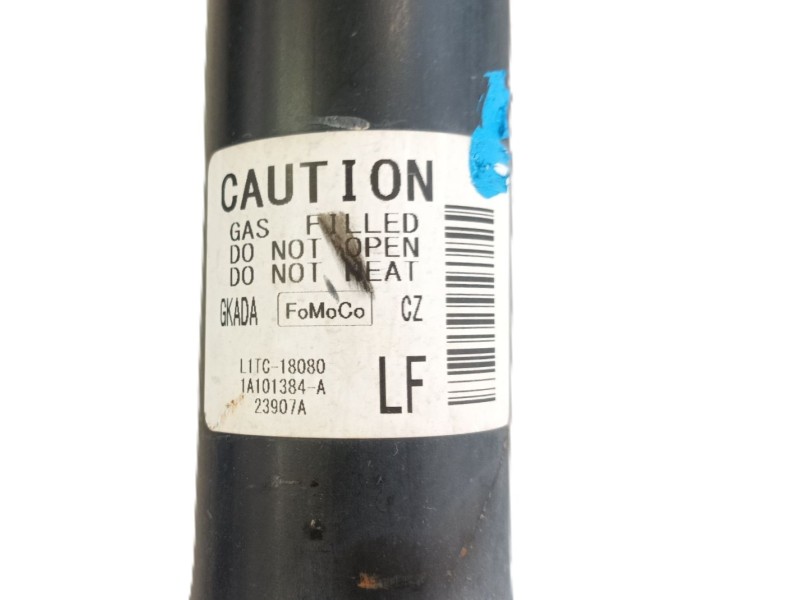 CAUTION
GAS FILLED
DO NOT OPEN
DO NOT HEAT
GKADA FoMoCo CZ
L1TC-18080
1A101384-A
23907A
LF